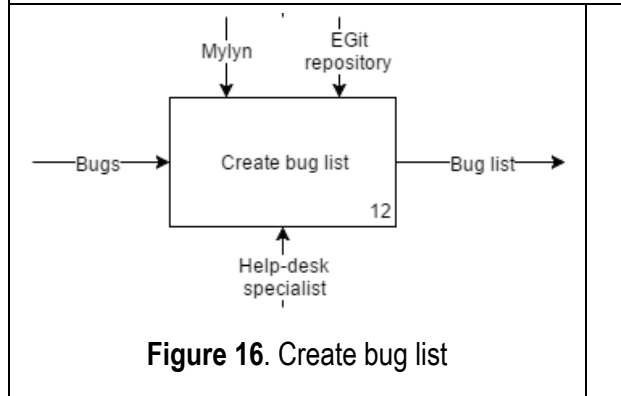 Mylyn
EGit
repository
Bugs
Create bug list
Bug list
12
Help-desk
specialist
Figure 16. Create bug list